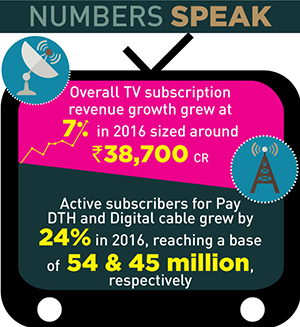 NUMBERS SPEAK
Overall TV subscription
revenue growth grew at
7% in 2016 sized around
₹38,700 CR
Active subscribers for Pay
DTH and Digital cable grew by
24% in 2016, reaching a base
of 54 & 45 million,
respectively